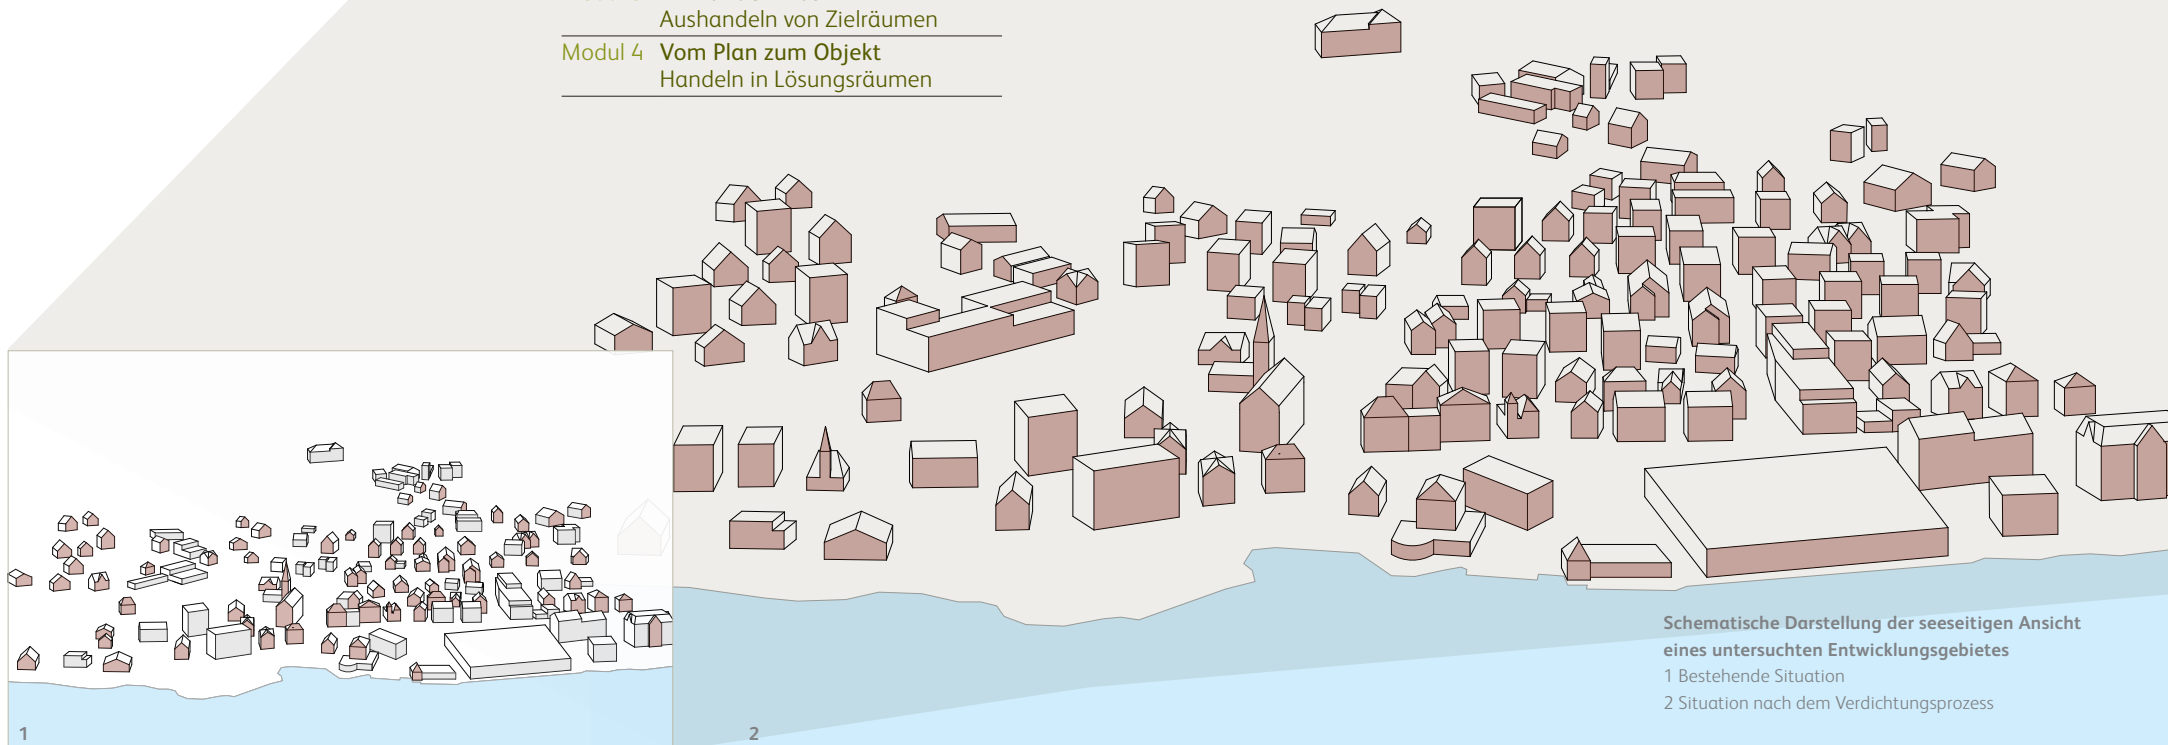 Aushandeln von Zielräumen
Modul 4 Vom Plan zum Objekt
Handeln in Lösungsräumen
Schematische Darstellung der seeseitigen Ansicht
eines untersuchten Entwicklungsgebietes
1 Bestehende Situation
2 Situation nach dem Verdichtungsprozess
1
2